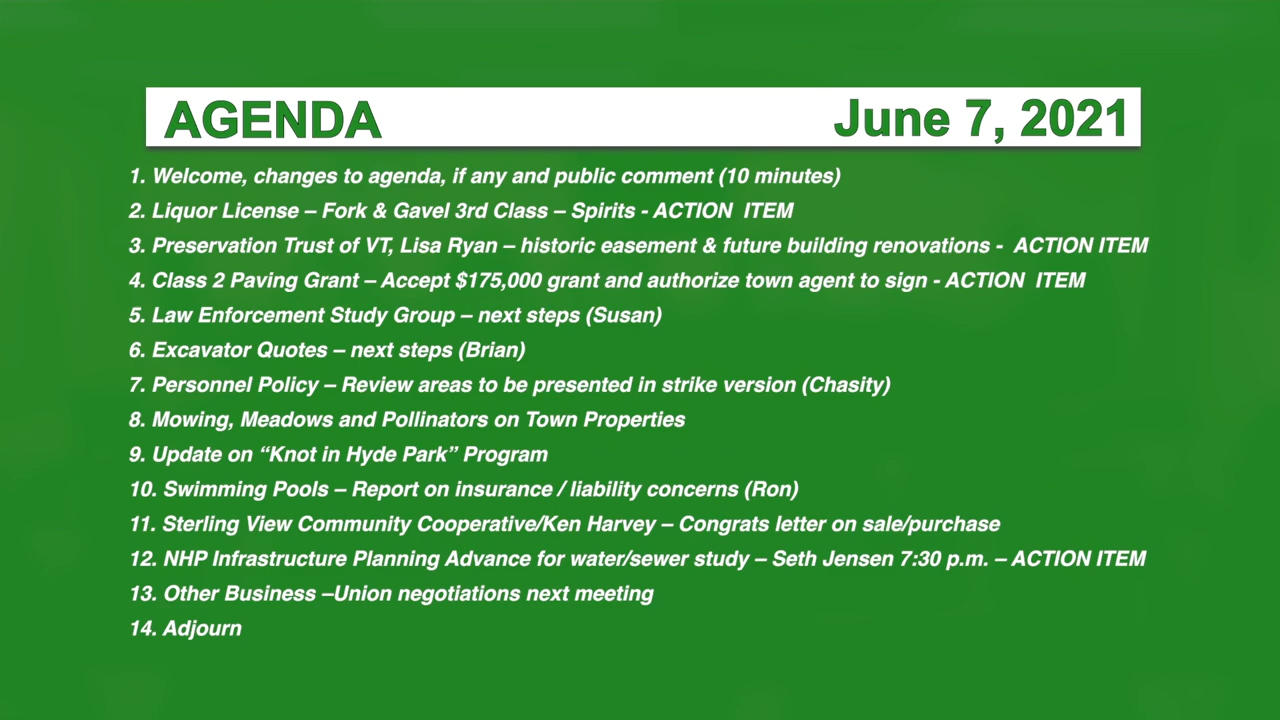 AGENDA June 7, 2021
1. Welcome, changes to agenda, if any and public comment (10 minutes)
2. Liquor License – Fork & Gavel 3rd Class – Spirits - ACTION  ITEM
3. Preservation Trust of VT, Lisa Ryan – historic easement & future building renovations -  ACTION ITEM
4. Class 2 Paving Grant – Accept $175,000 grant and authorize town agent to sign - ACTION  ITEM
5. Law Enforcement Study Group – next steps (Susan)
6. Excavator Quotes – next steps (Brian)
7. Personnel Policy – Review areas to be presented in strike version (Chasity)
8. Mowing, Meadows and Pollinators on Town Properties
9. Update on “Knot in Hyde Park” Program
10. Swimming Pools – Report on insurance / liability concerns (Ron)
11. Sterling View Community Cooperative/Ken Harvey – Congrats letter on sale/purchase
12. NHP Infrastructure Planning Advance for water/sewer study – Seth Jensen 7:30 p.m. – ACTION ITEM
13. Other Business –Union negotiations next meeting
14. Adjourn